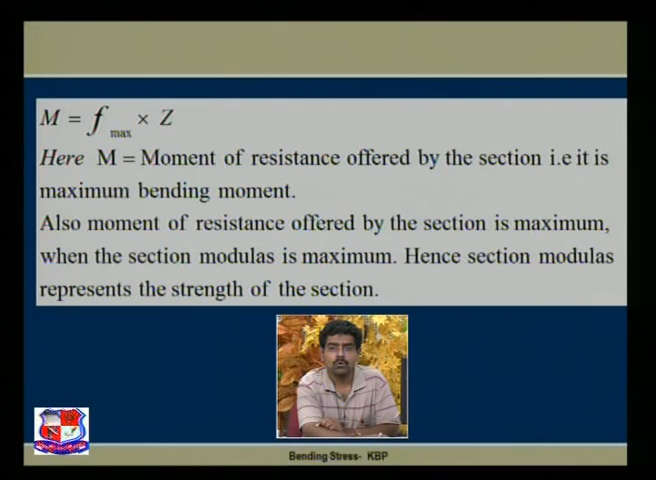 M = f max × Z
Here M = Moment of resistance offered by the section i.e it is
maximum bending moment.
Also moment of resistance offered by the section is maximum,
when the section modulas is maximum. Hence section modulas
represents the strength of the section.
Bending Stress- KBP